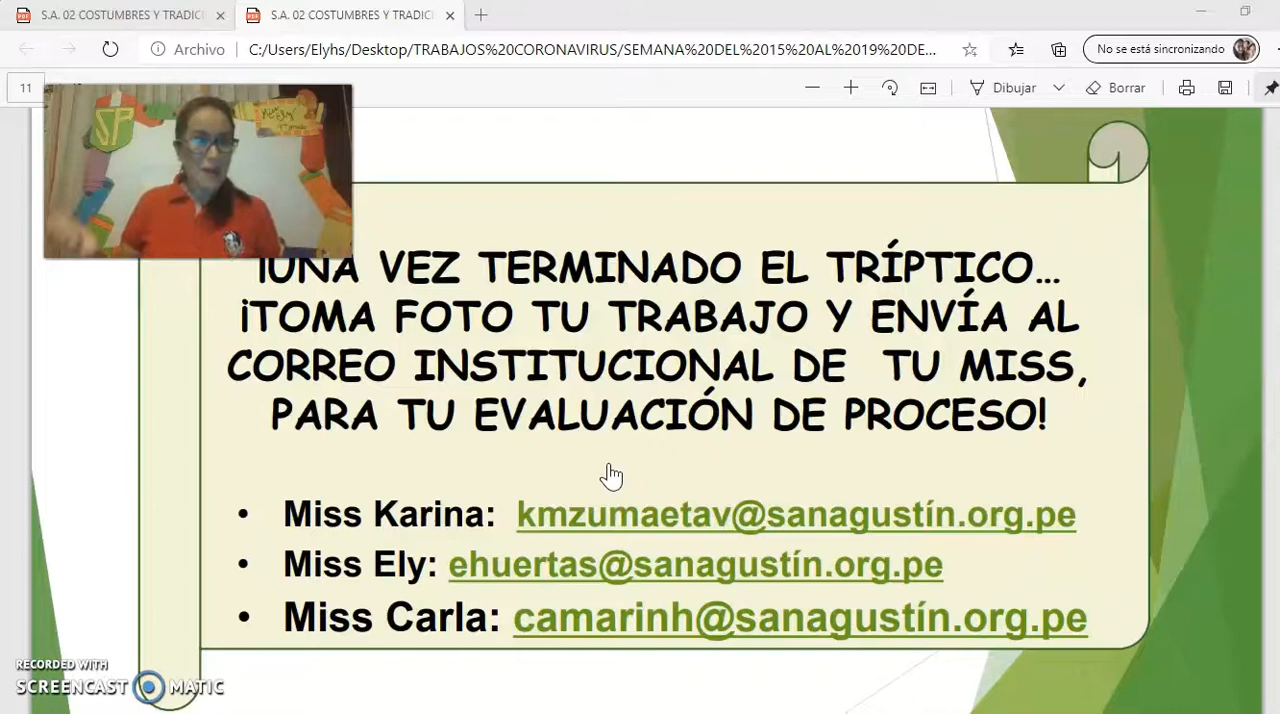 S.A. 02 COSTUMBRES Y TRADIC
S.A. 02 COSTUMBRES Y TRADICI
Archivo
C:/Users/Elyhs/Desktop/TRABAJOS%20CORONAVIRUS/SEMANA%20DEL%2015%20AL%2019%20DE...
No se está sincronizando
11
Dibujar
Borrar
SP
¡UNA VEZ TERMINADO EL TRÍPTICO...
¡TOMA FOTO TU TRABAJO Y ENVÍA AL
CORREO INSTITUCIONAL DE TU MISS,
PARA TU EVALUACIÓN DE PROCESO!
• Miss Karina: kmzumaetav@sanagustín.org.pe
• Miss Ely: ehuertas@sanagustín.org.pe
• Miss Carla: camarinh@sanagustín.org.pe
RECORDED WITH
SCREENCAST MATIC